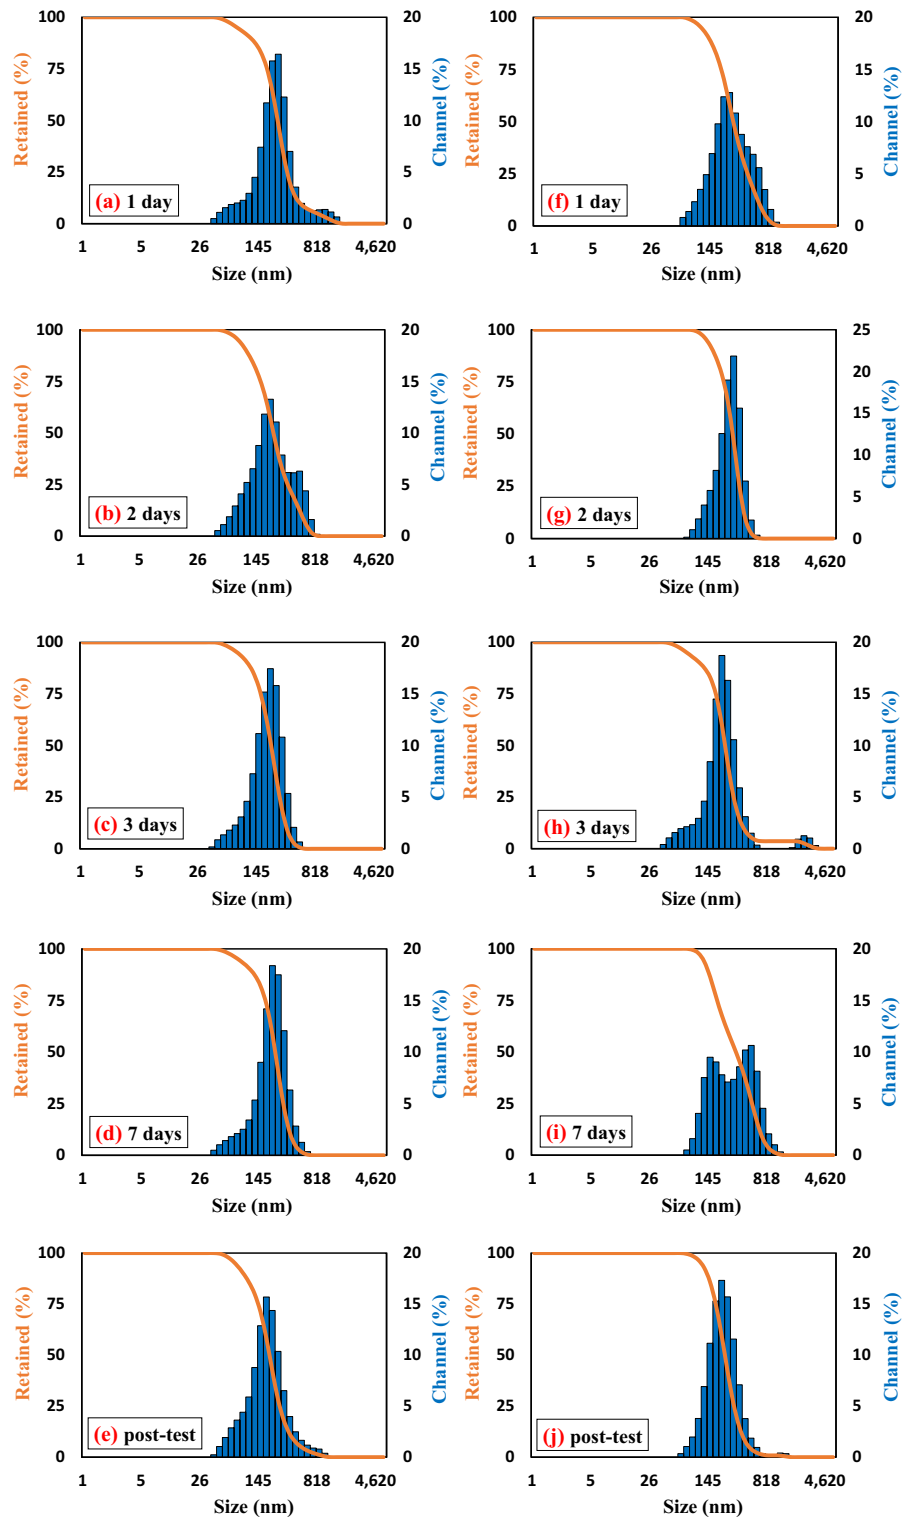 100
75
50
25
0
Retained (%)
20
15
10
5
0
Channel (%)
(a) 1 day
1 5 26 145 818 4,620
Size (nm)
100
75
50
25
0
Retained (%)
20
15
10
5
0
Channel (%)
(f) 1 day
1 5 26 145 818 4,620
Size (nm)
100
75
50
25
0
Retained (%)
20
15
10
5
0
Channel (%)
(b) 2 days
1 5 26 145 818 4,620
Size (nm)
100
75
50
25
0
Retained (%)
25
20
15
10
5
0
Channel (%)
(g) 2 days
1 5 26 145 818 4,620
Size (nm)
100
75
50
25
0
Retained (%)
20
15
10
5
0
Channel (%)
(c) 3 days
1 5 26 145 818 4,620
Size (nm)
100
75
50
25
0
Retained (%)
20
15
10
5
0
Channel (%)
(h) 3 days
1 5 26 145 818 4,620
Size (nm)
100
75
50
25
0
Retained (%)
20
15
10
5
0
Channel (%)
(d) 7 days
1 5 26 145 818 4,620
Size (nm)
100
75
50
25
0
Retained (%)
20
15
10
5
0
Channel (%)
(i) 7 days
1 5 26 145 818 4,620
Size (nm)
100
75
50
25
0
Retained (%)
20
15
10
5
0
Channel (%)
(e) post-test
1 5 26 145 818 4,620
Size (nm)
100
75
50
25
0
Retained (%)
20
15
10
5
0
Channel (%)
(j) post-test
1 5 26 145 818 4,620
Size (nm)